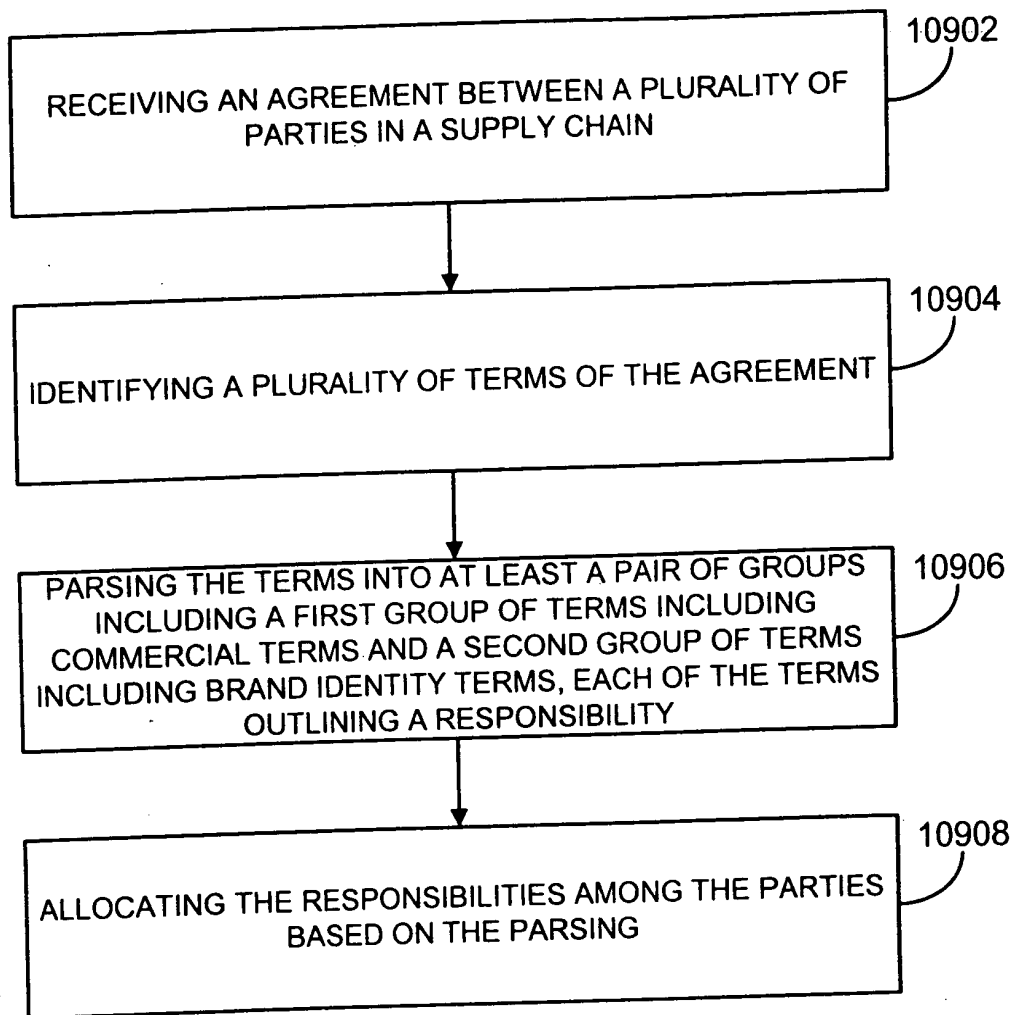 10902
RECEIVING AN AGREEMENT BETWEEN A PLURALITY OF
PARTIES IN A SUPPLY CHAIN
10904
IDENTIFYING A PLURALITY OF TERMS OF THE AGREEMENT
10906
PARSING THE TERMS INTO AT LEAST A PAIR OF GROUPS
INCLUDING A FIRST GROUP OF TERMS INCLUDING
COMMERCIAL TERMS AND A SECOND GROUP OF TERMS
INCLUDING BRAND IDENTITY TERMS, EACH OF THE TERMS
OUTLINING A RESPONSIBILITY
10908
ALLOCATING THE RESPONSIBILITIES AMONG THE PARTIES
BASED ON THE PARSING